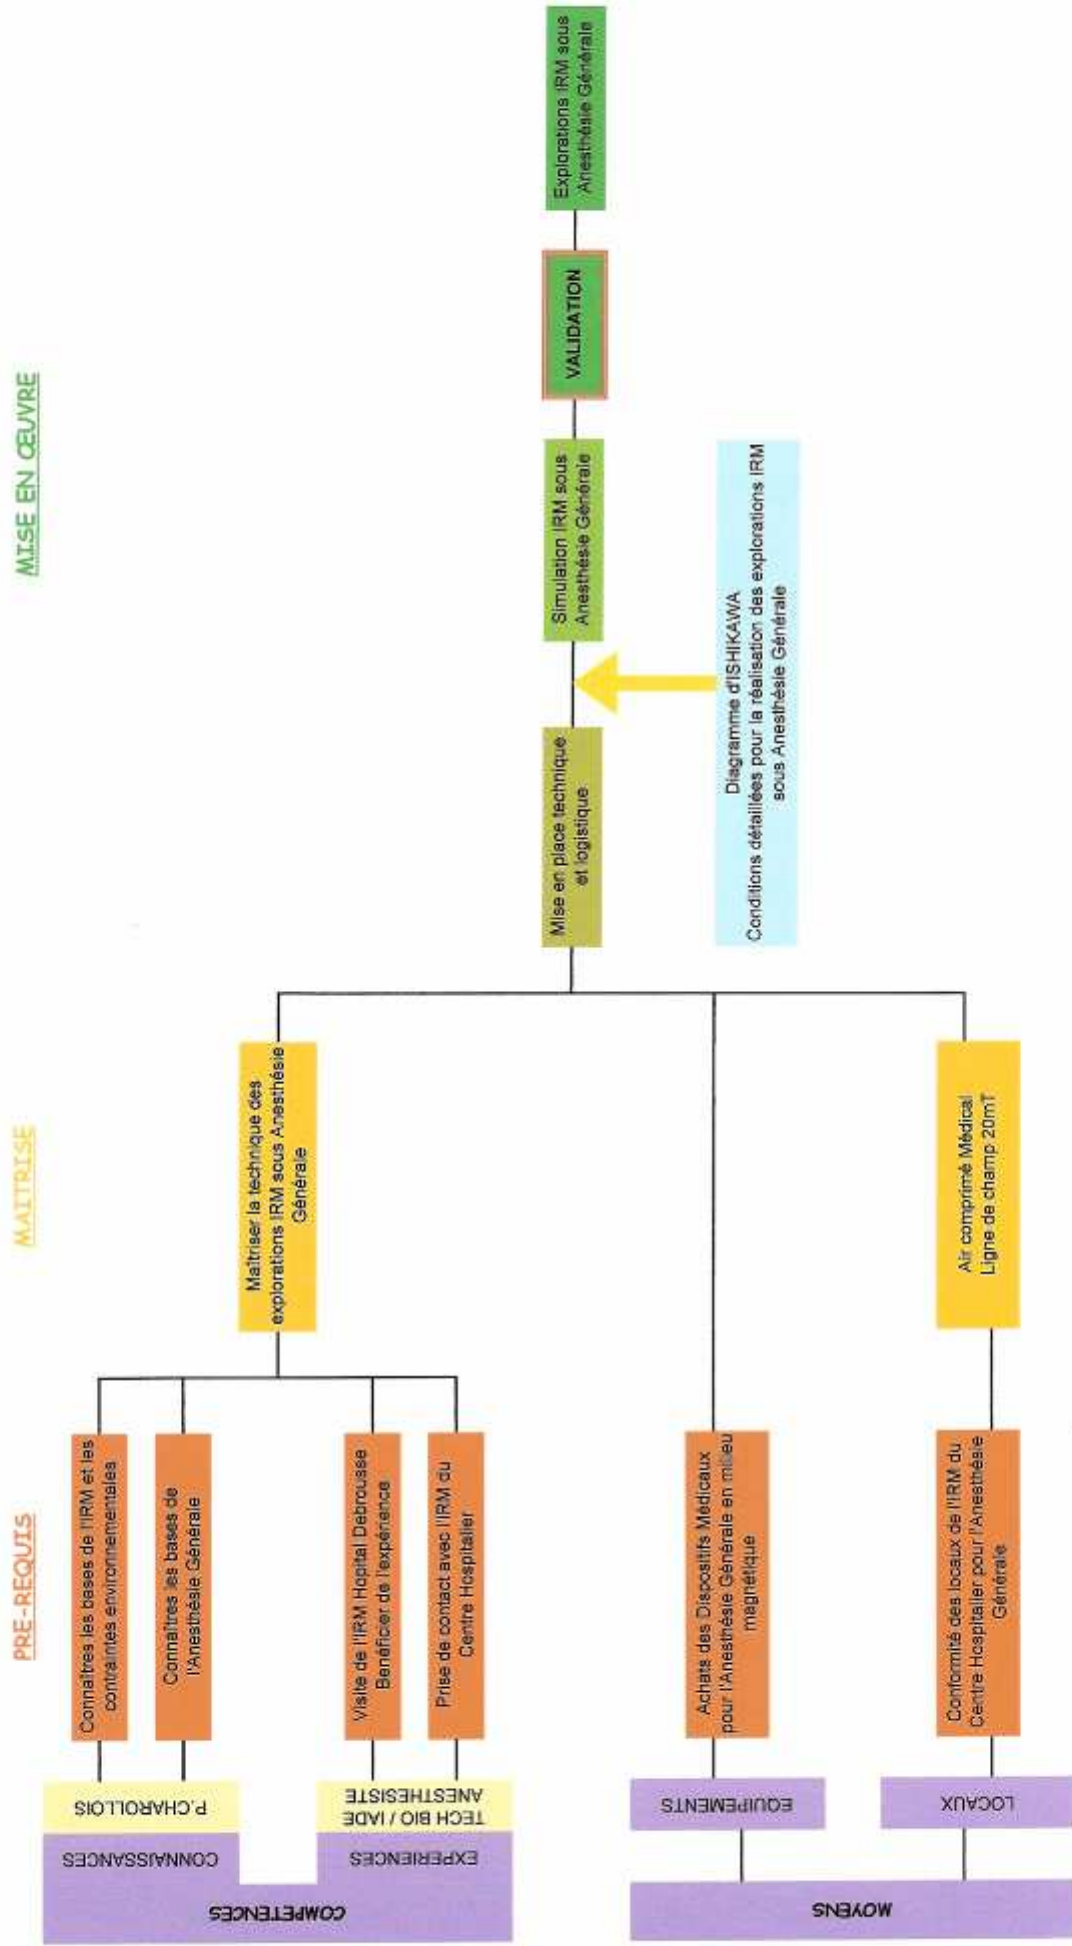 PRE-REQUIS
MAITRISE
MISE EN ŒUVRE
COMPETENCES
CONNAISSANCES
P.CHAROLLOIS
Connaîtres les bases de l'IRM et les
contraintes environnementales
Connaîtres les bases de
l'Anesthésie Générale
EXPERIENCES
TECH BIO / IADE
ANESTHESISTE
Visite de l'IRM Hopital Debrousse
Bénéficier de l'expérience
Prise de contact avec l'IRM du
Centre Hospitalier
Maîtriser la technique des
explorations IRM sous Anesthésie
Générale
MOYENS
EQUIPEMENTS
Achats des Dispositifs Médicaux
pour l'Anesthésie Générale en milieu
magnétique
LOCAUX
Conformité des locaux de l'IRM du
Centre Hospitalier pour l'Anesthésie
Générale
Air comprimé Médical
Ligne de champ 20mT
Mise en place technique
et logistique
Diagramme d'ISHIKAWA
Conditions détaillées pour la réalisation des explorations IRM
sous Anesthésie Générale
Simulation IRM sous
Anesthésie Générale
VALIDATION
Explorations IRM sous
Anesthésie Générale